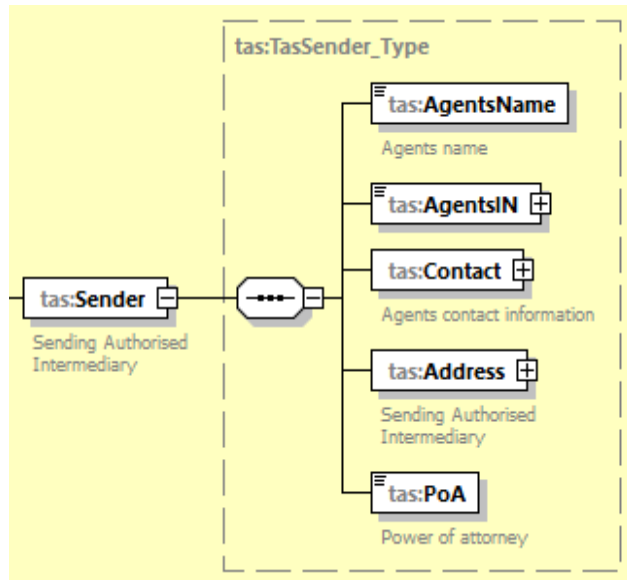 tas:TasSender_Type
tas:AgentsName
Agents name
tas:AgentsIN
tas:Contact
Agents contact information
tas:Sender
Sending Authorised
Intermediary
tas:Address
Sending Authorised
Intermediary
tas:PoA
Power of attorney